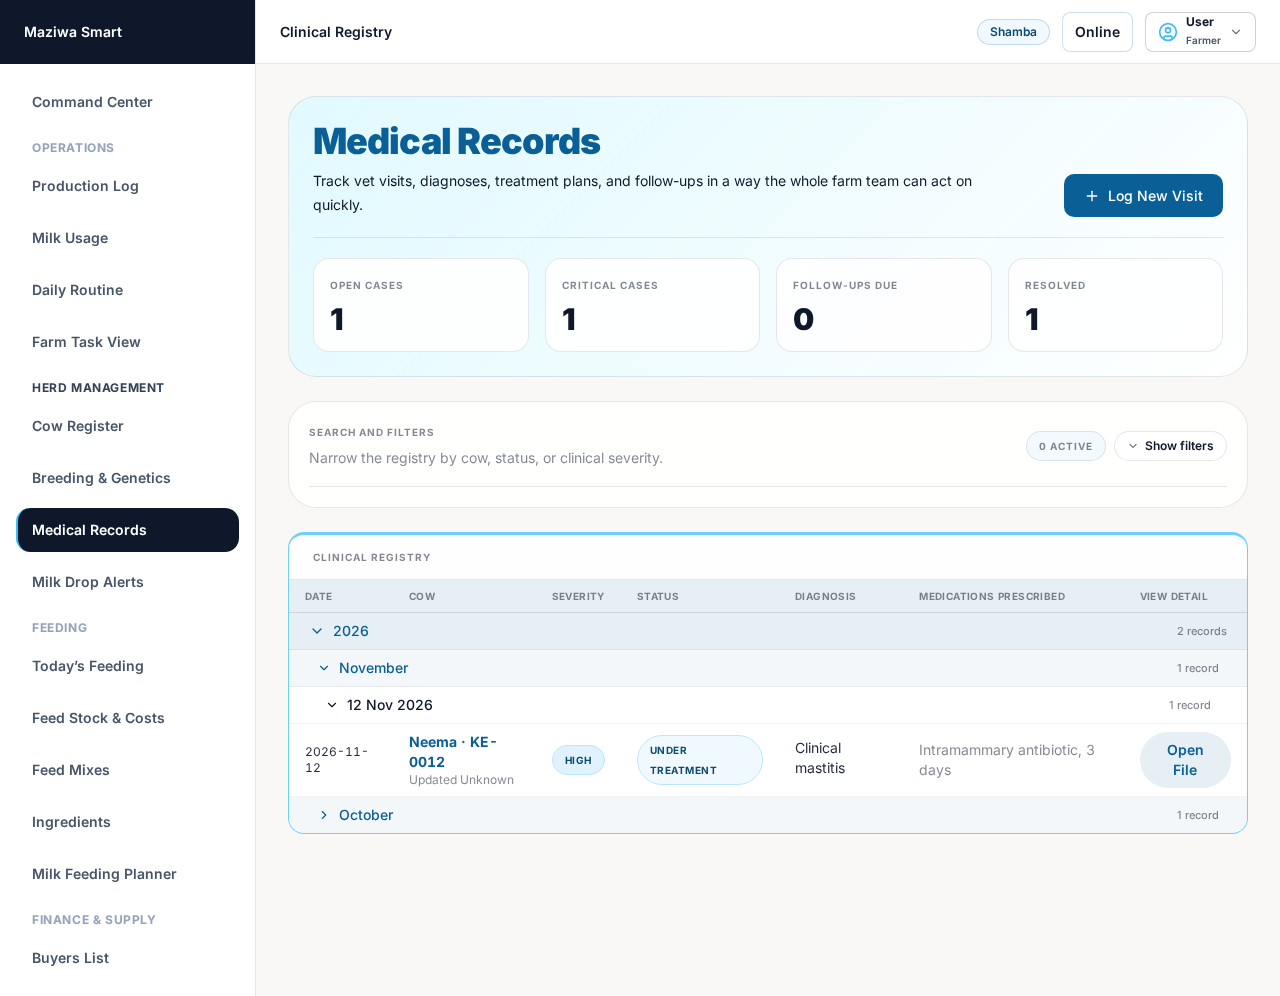 Maziwa Smart
Clinical Registry
Shamba
Online
User
Farmer
Command Center
OPERATIONS
Production Log
Milk Usage
Daily Routine
Farm Task View
HERD MANAGEMENT
Cow Register
Breeding & Genetics
Medical Records
Milk Drop Alerts
FEEDING
Today’s Feeding
Feed Stock & Costs
Feed Mixes
Ingredients
Milk Feeding Planner
FINANCE & SUPPLY
Buyers List
Medical Records
Track vet visits, diagnoses, treatment plans, and follow-ups in a way the whole farm team can act on
quickly.
Log New Visit
OPEN CASES
1
CRITICAL CASES
1
FOLLOW-UPS DUE
0
RESOLVED
1
SEARCH AND FILTERS
Narrow the registry by cow, status, or clinical severity.
0 ACTIVE
Show filters
CLINICAL REGISTRY
DATE COW SEVERITY STATUS DIAGNOSIS MEDICATIONS PRESCRIBED VIEW DETAIL
2026 2 records
November 1 record
12 Nov 2026 1 record
2026-11-
12
Neema · KE-
0012
Updated Unknown
HIGH
UNDER
TREATMENT
Clinical
mastitis
Intramammary antibiotic, 3
days
Open
File
October 1 record